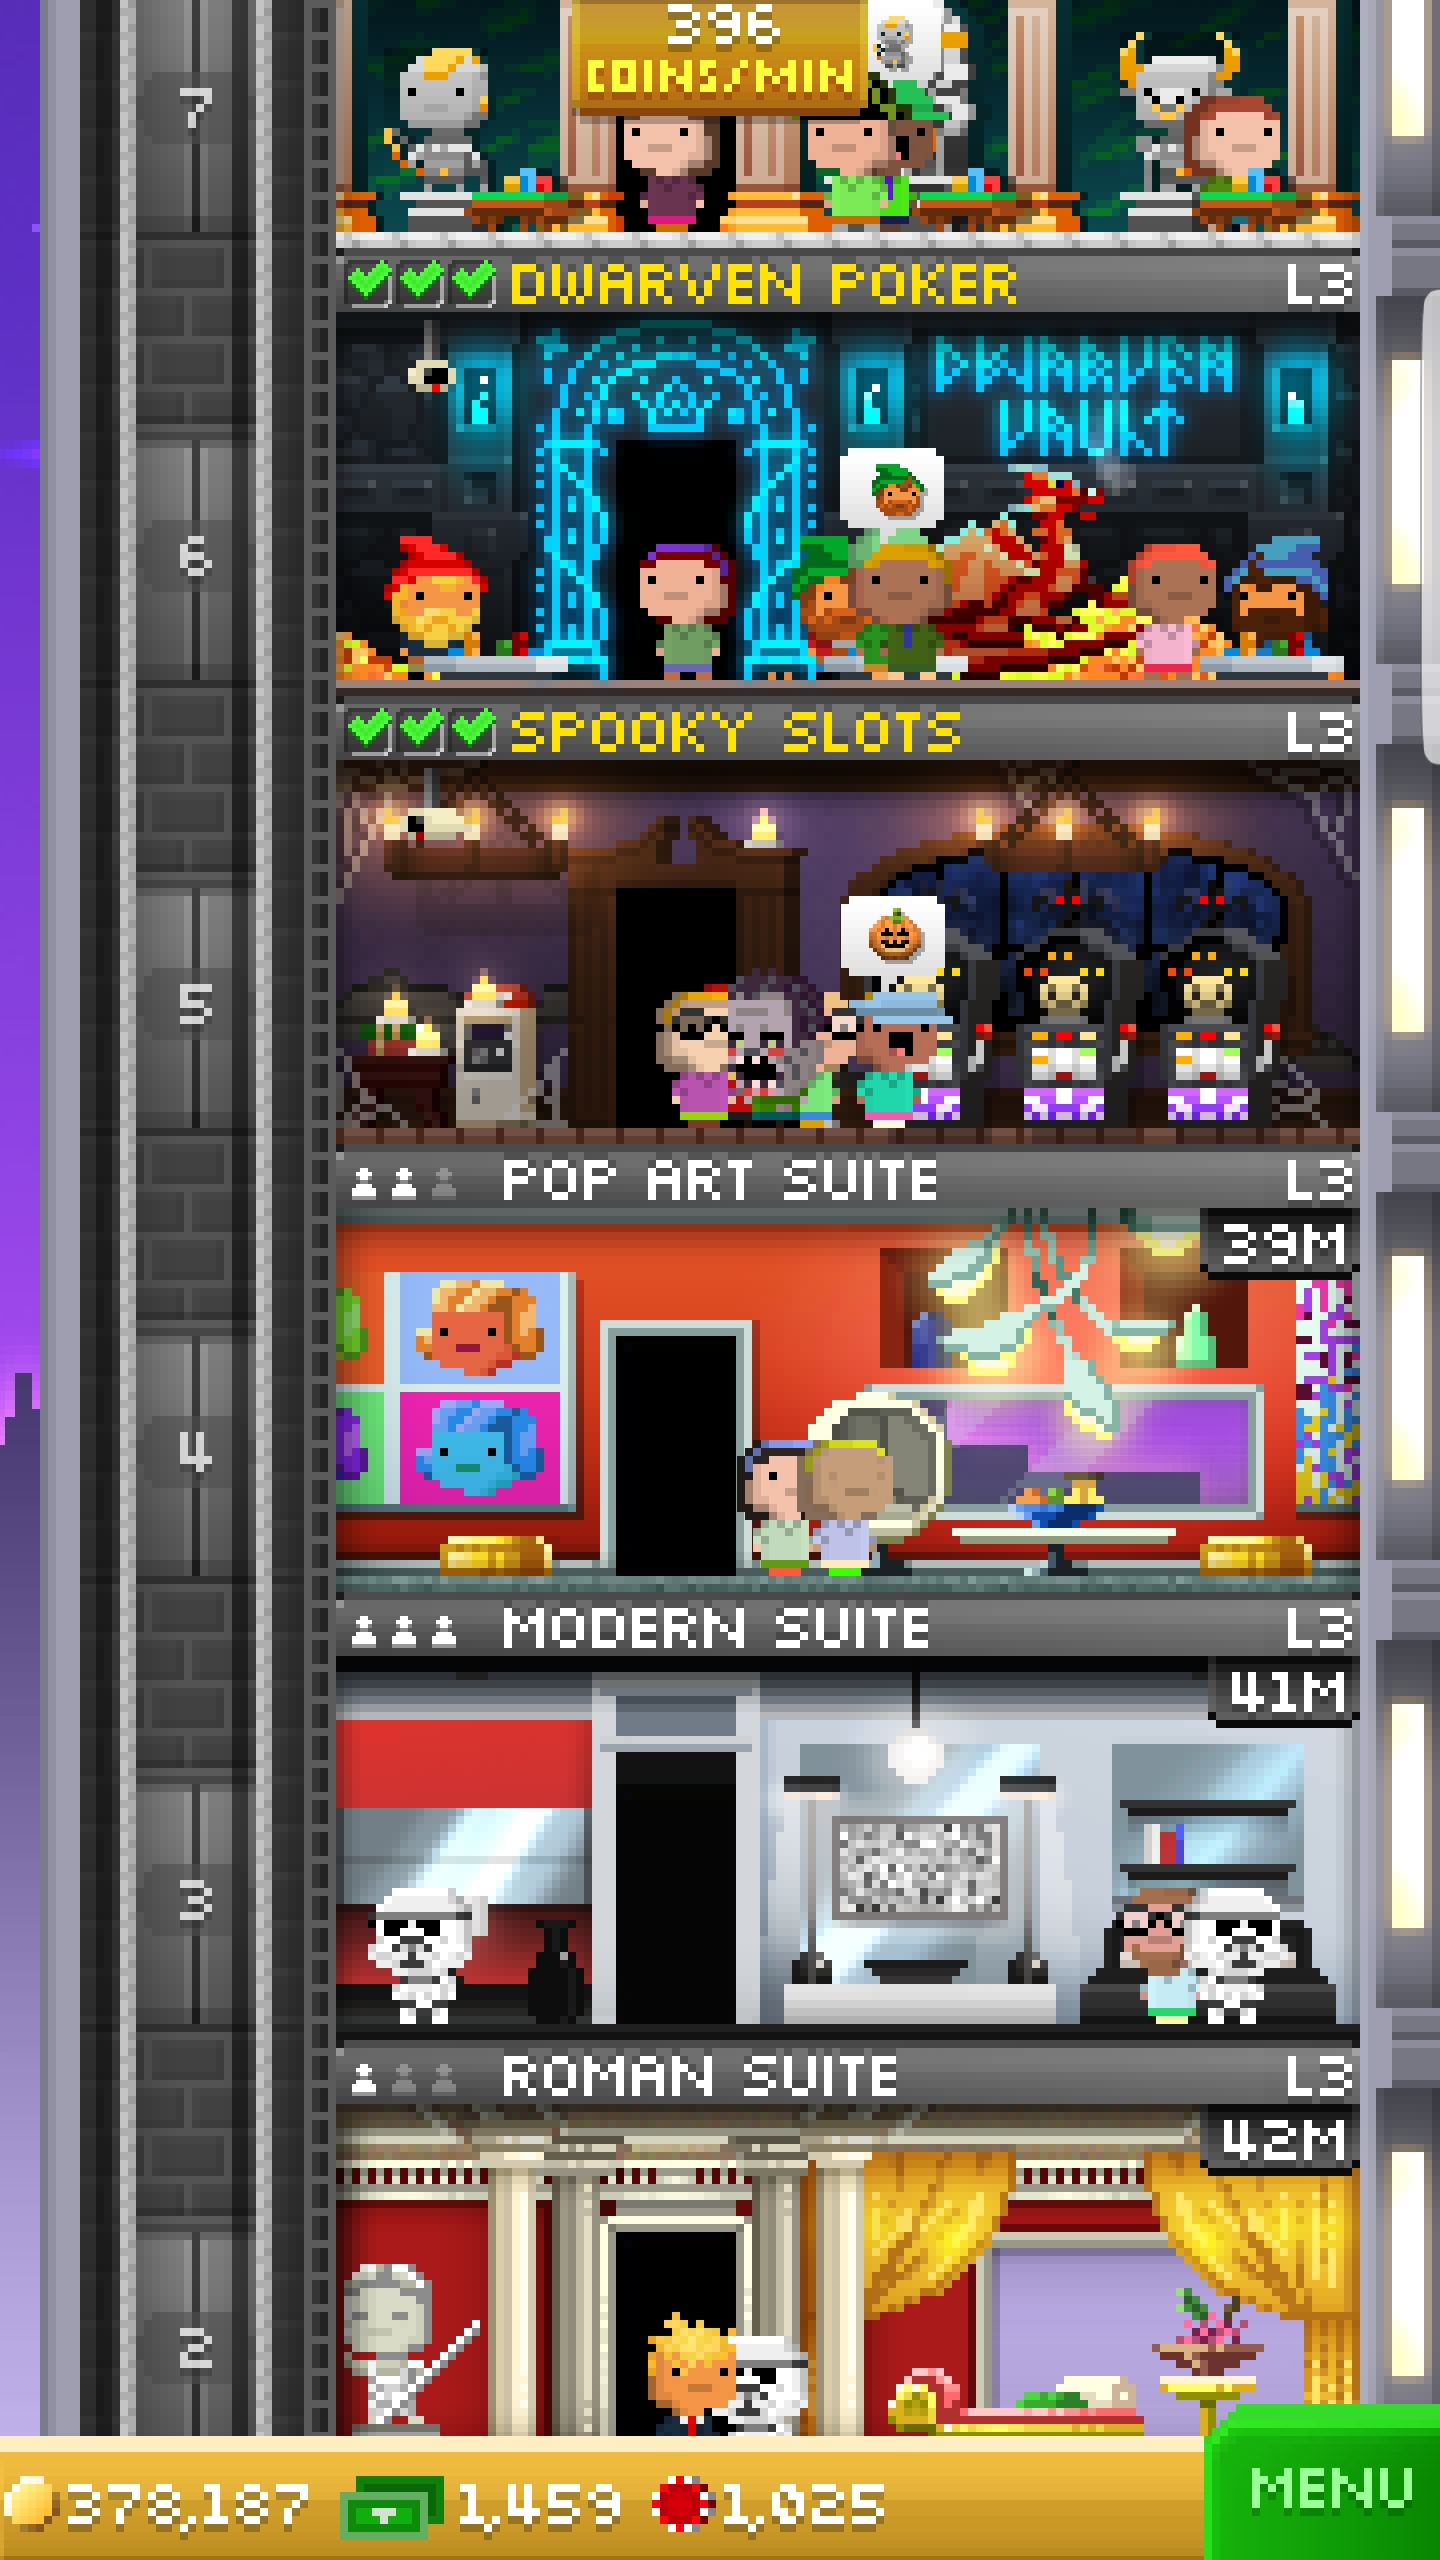 396
COINS/MIN
7
DWARVEN POKER L3
DWARVEN
VAULT
6
SPOOKY SLOTS L3
5
POP ART SUITE L3
39M
4
MODERN SUITE L3
41M
3
ROMAN SUITE L3
42M
2
378,187 1,459 1,025 MENU